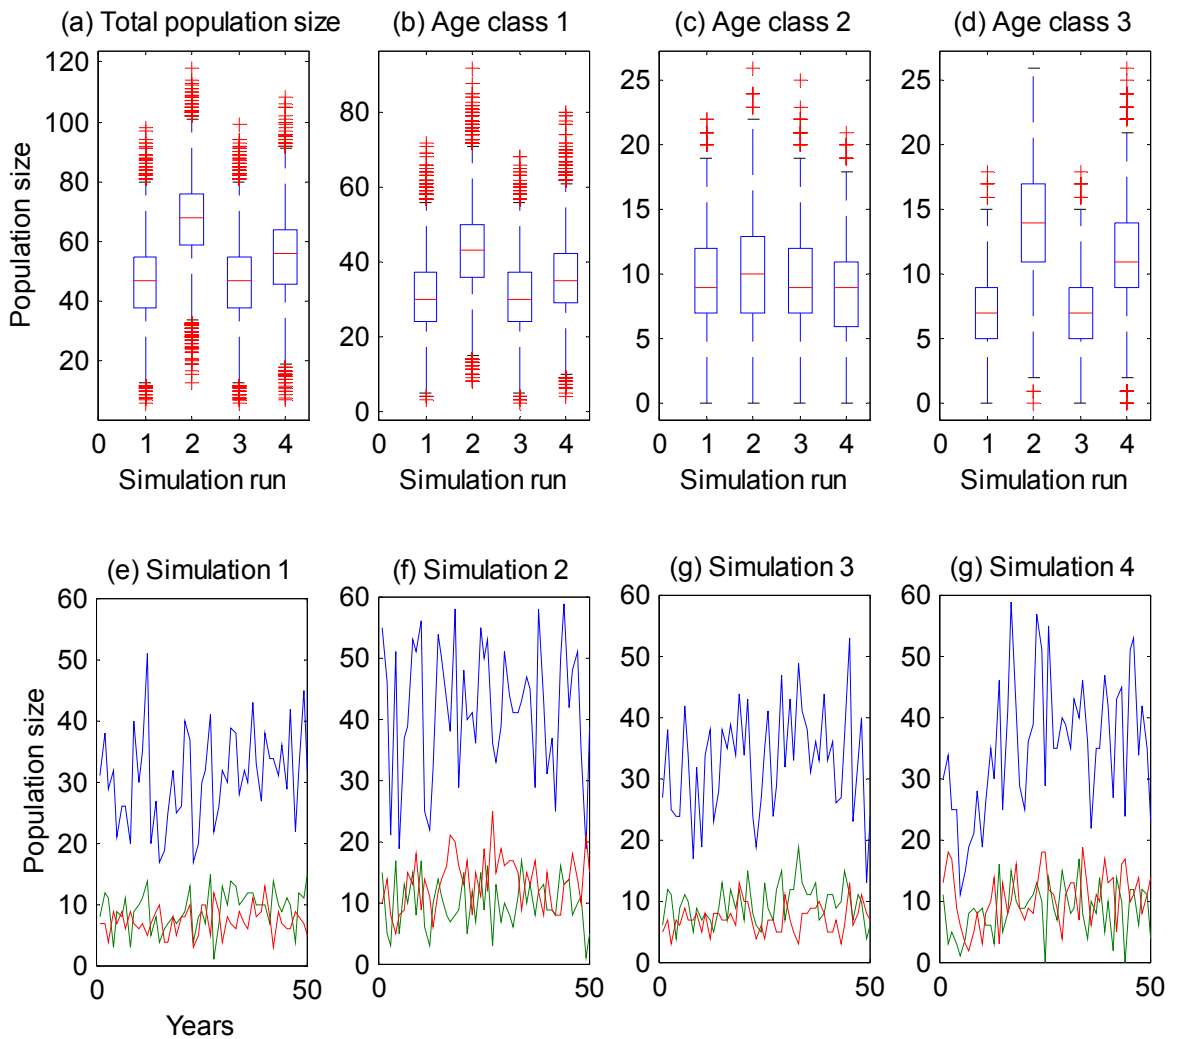 (a) Total population size
(b) Age class 1
(c) Age class 2
(d) Age class 3
Population size
120
100
80
60
40
20
0 1 2 3 4
Simulation run
80
60
40
20
0
0 1 2 3 4
Simulation run
25
20
15
10
5
0
0 1 2 3 4
Simulation run
25
20
15
10
5
0
0 1 2 3 4
Simulation run
(e) Simulation 1
(f) Simulation 2
(g) Simulation 3
(g) Simulation 4
Population size
60
50
40
30
20
10
0
0 50
Years
60
50
40
30
20
10
0
0 50
60
50
40
30
20
10
0
0 50
60
50
40
30
20
10
0
0 50